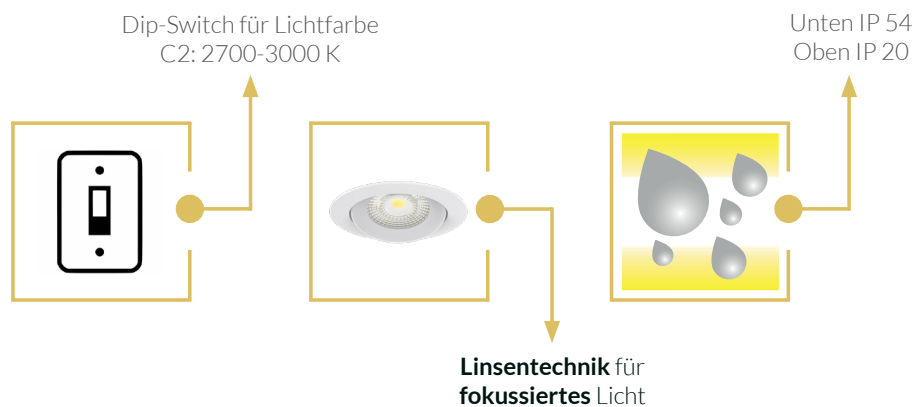 Dip-Switch für Lichtfarbe
C2: 2700-3000 K
Unten IP 54
Oben IP 20
Linsentechnik für
fokussiertes Licht